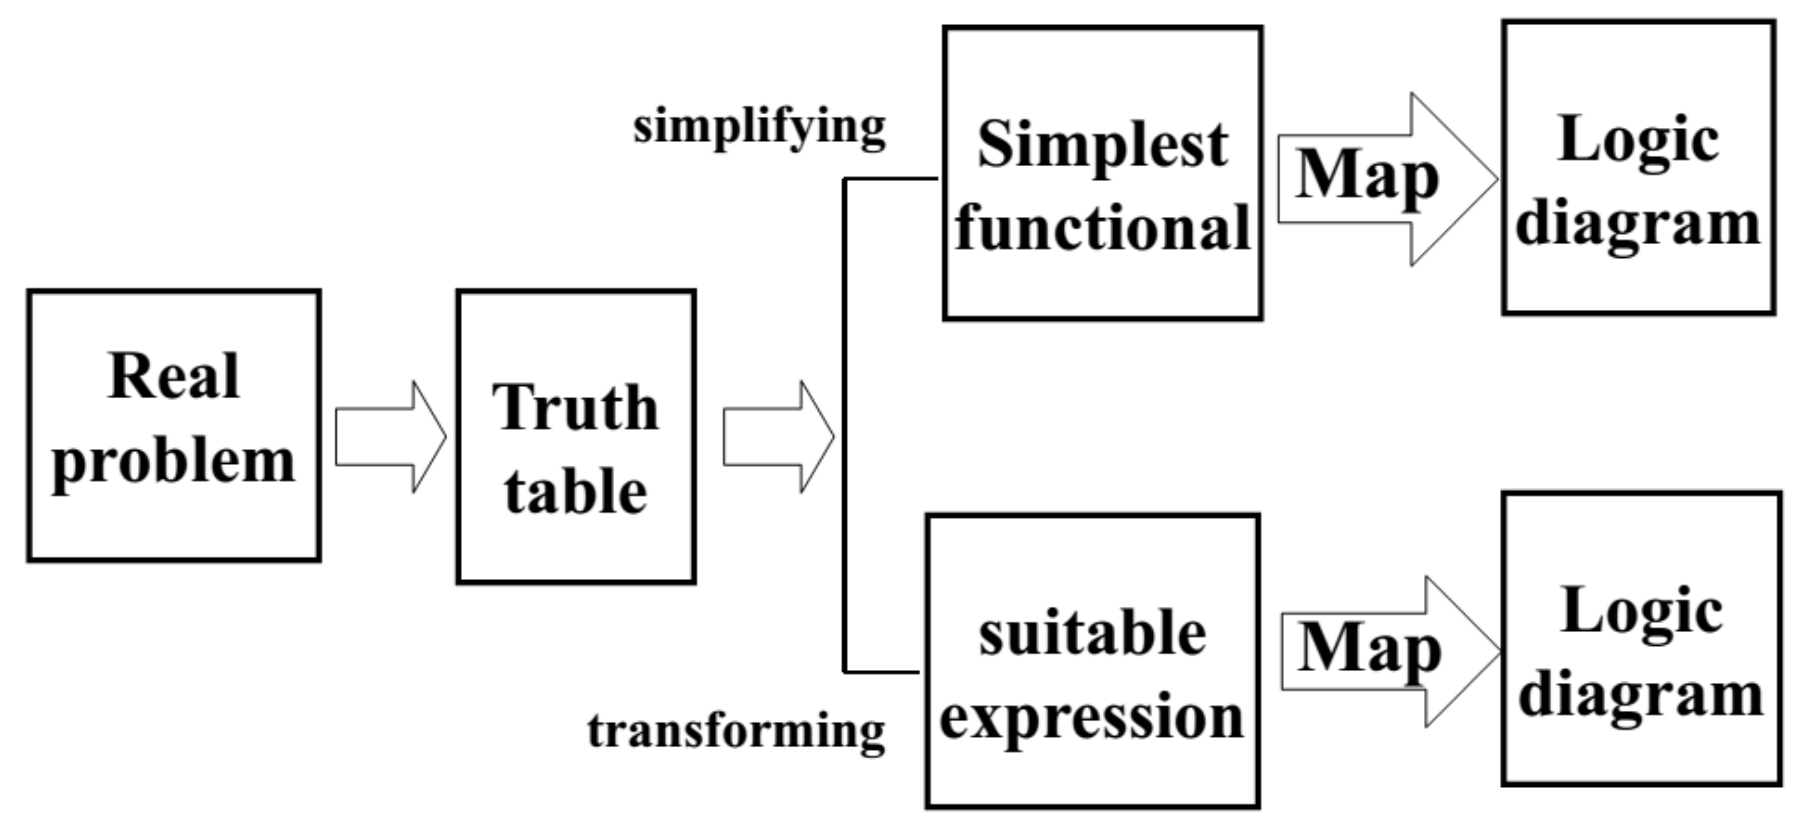 Real
problem
Truth
table
simplifying
Simplest
functional
Map
Logic
diagram
transforming
suitable
expression
Map
Logic
diagram